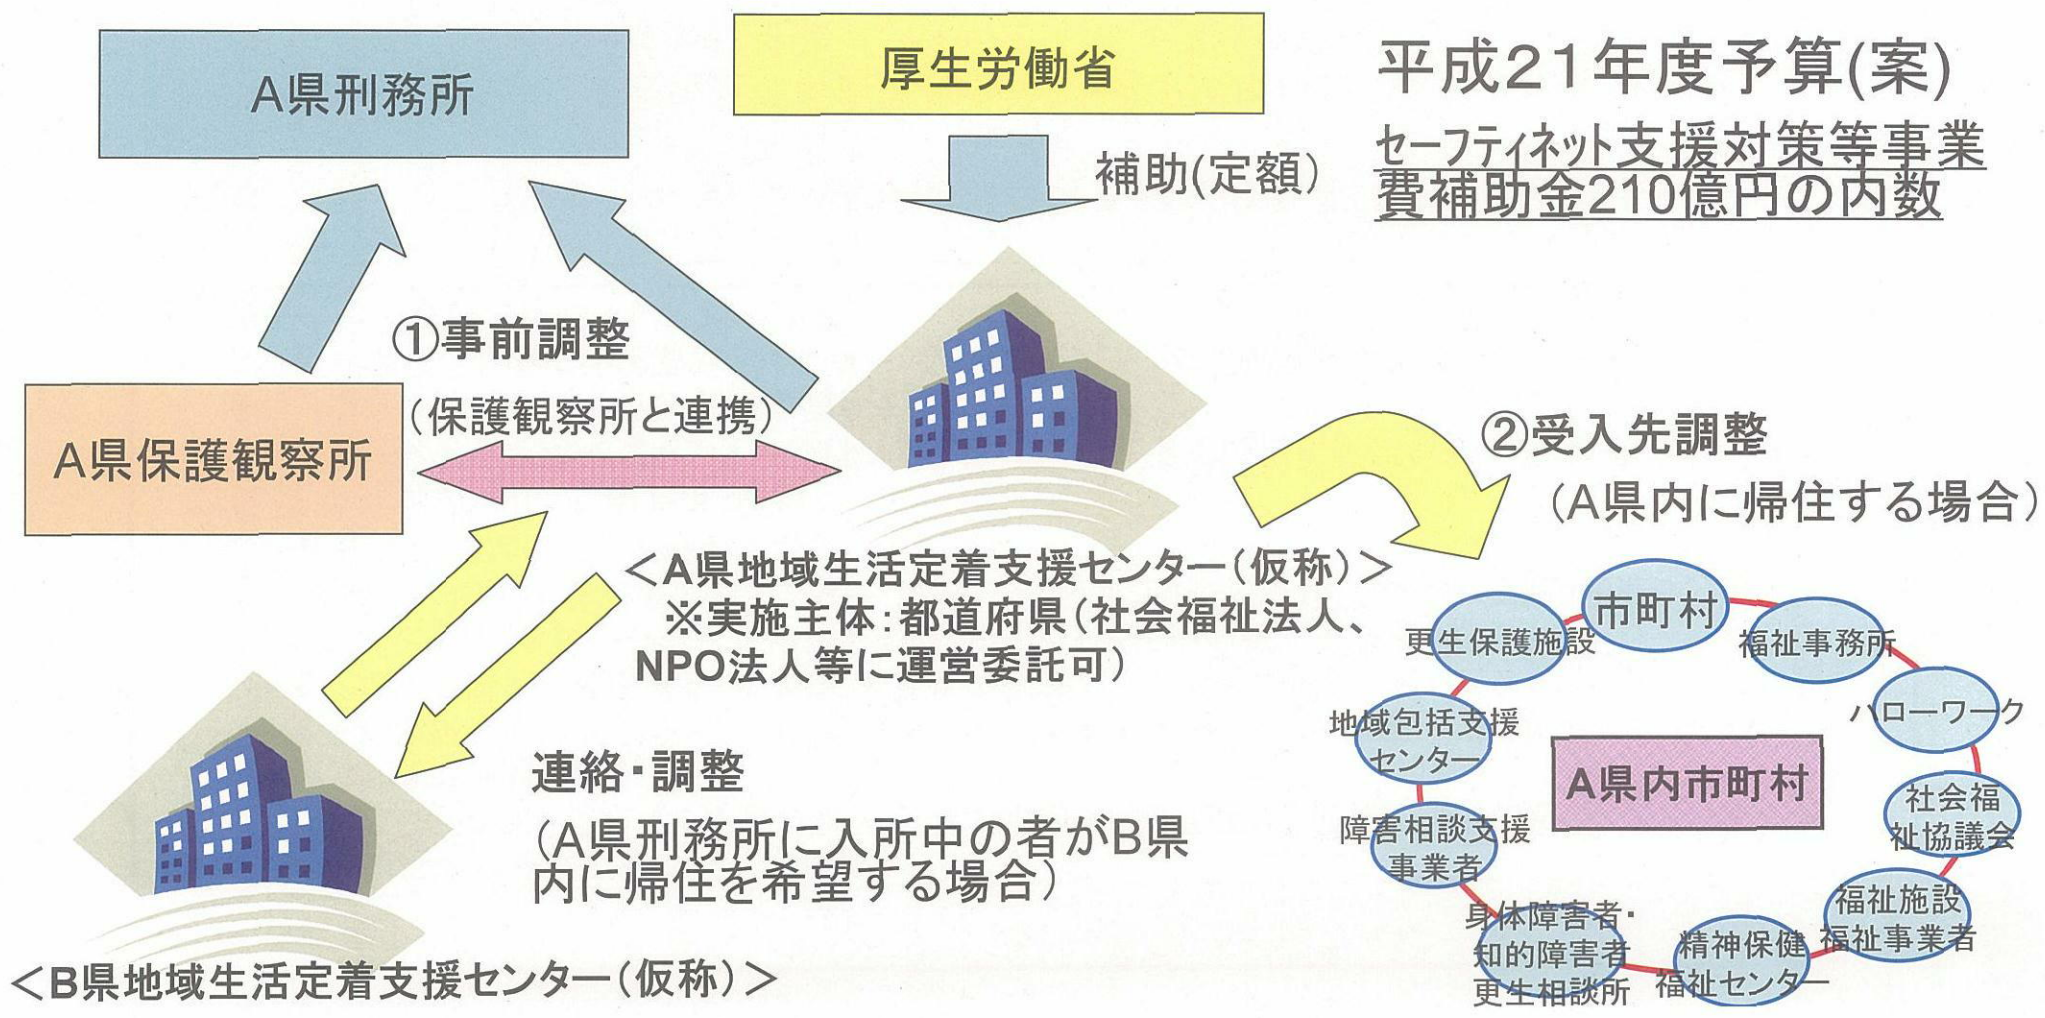 A県刑務所
厚生労働省
平成21年度予算(案)
セーフティネット支援対策等事業
費補助金210億円の内数
補助(定額)
①事前調整
(保護観察所と連携)
A県保護観察所
②受入先調整
(A県内に帰住する場合)
＜A県地域生活定着支援センター(仮称)＞
※実施主体:都道府県(社会福祉法人、
NPO法人等に運営委託可)
連絡・調整
(A県刑務所に入所中の者がB県
内に帰住を希望する場合)
＜B県地域生活定着支援センター(仮称)＞
市町村
福祉事務所
ハローワーク
社会福
祉協議会
福祉施設
福祉事業者
精神保健
福祉センター
身体障害者・
知的障害者
更生相談所
障害相談支援
事業者
地域包括支援
センター
更生保護施設
A県内市町村